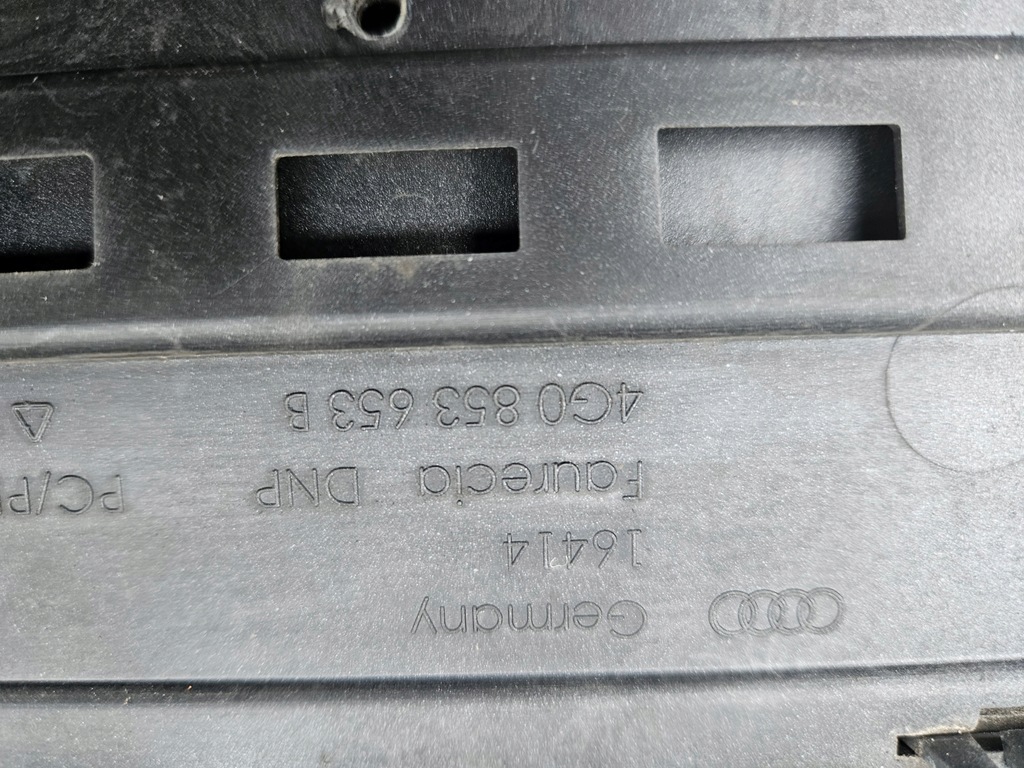 Germany
16414
Faurecia DNP
4G0 853 653 B